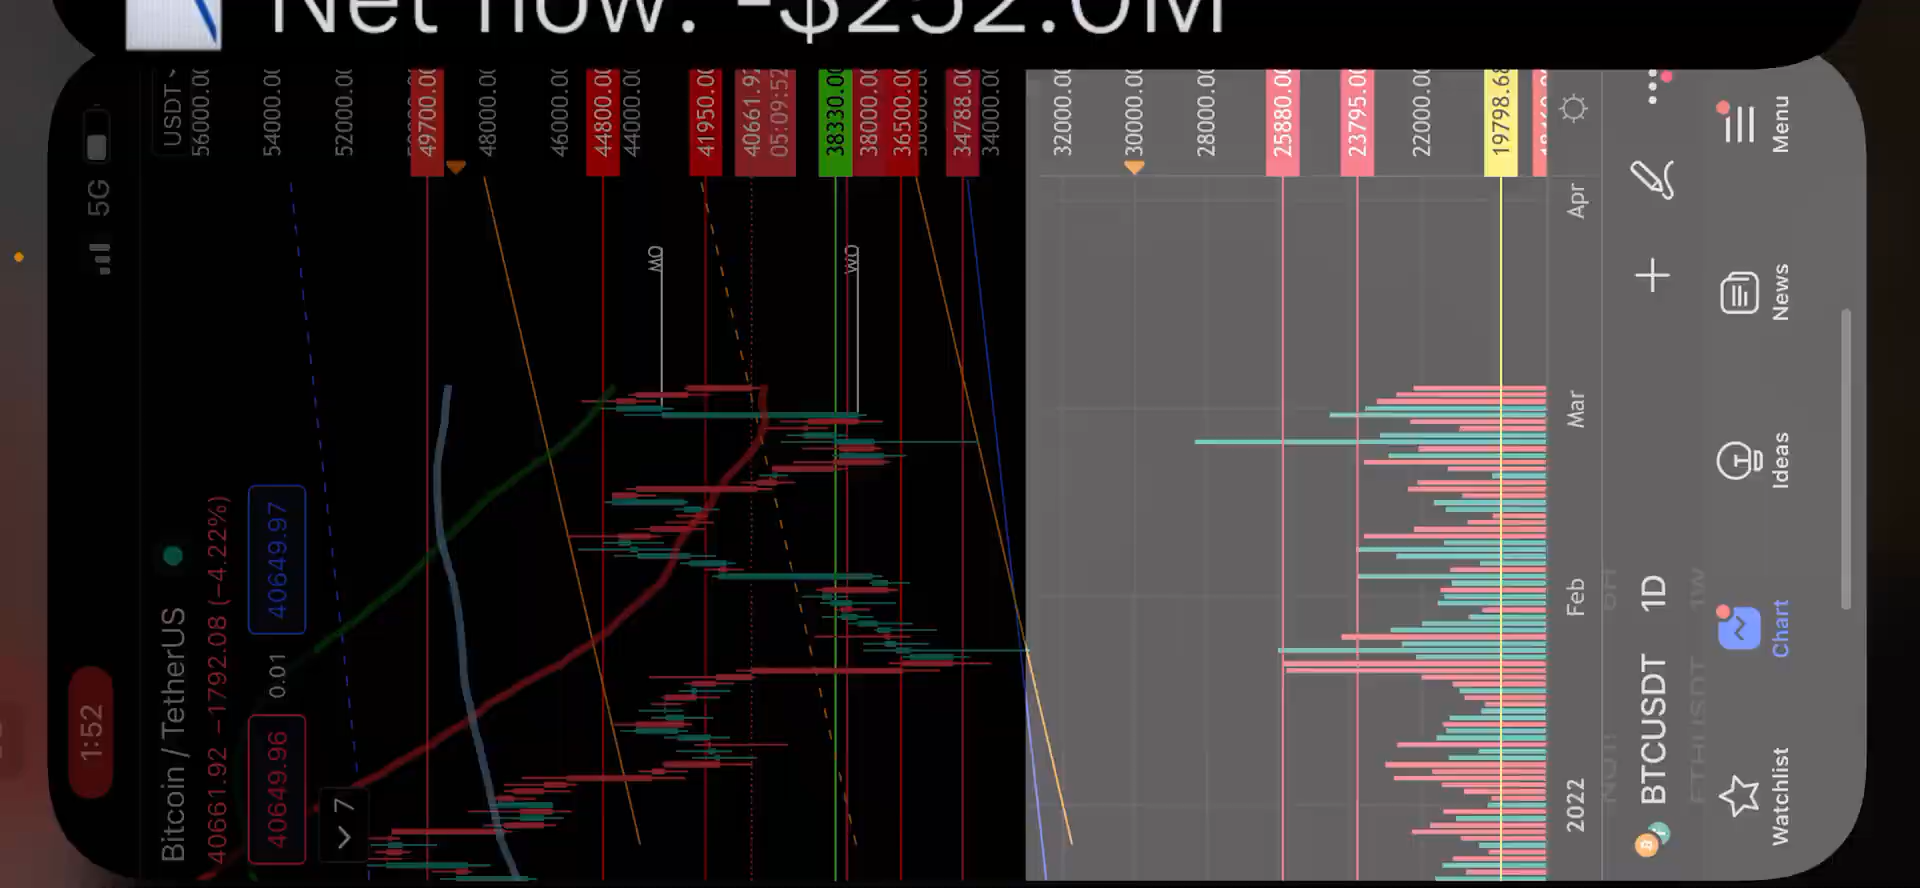 Net flow: -$252.0M
1:52
5G
Bitcoin / TetherUS
40661.92 −1792.08 (−4.22%)
40649.96
0.01
40649.97
7
USDT
56000.00
54000.00
52000.00
49700.00
48000.00
46000.00
44800.00
44000.00
41950.00
40661.92
05:09:52
38330.00
38000.00
36500.00
34788.00
34000.00
32000.00
30000.00
28000.00
25880.00
23795.00
22000.00
19798.68
WO
MO
2022
Feb
Mar
Apr
BTCUSDT
1D
Watchlist
Chart
Ideas
News
Menu